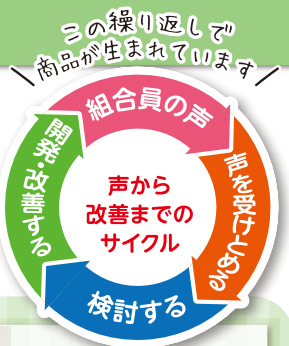 この繰り返しで
商品が生まれています
組合員の声
声を受けとめる
検討する
開発・改善する
声から
改善までの
サイクル